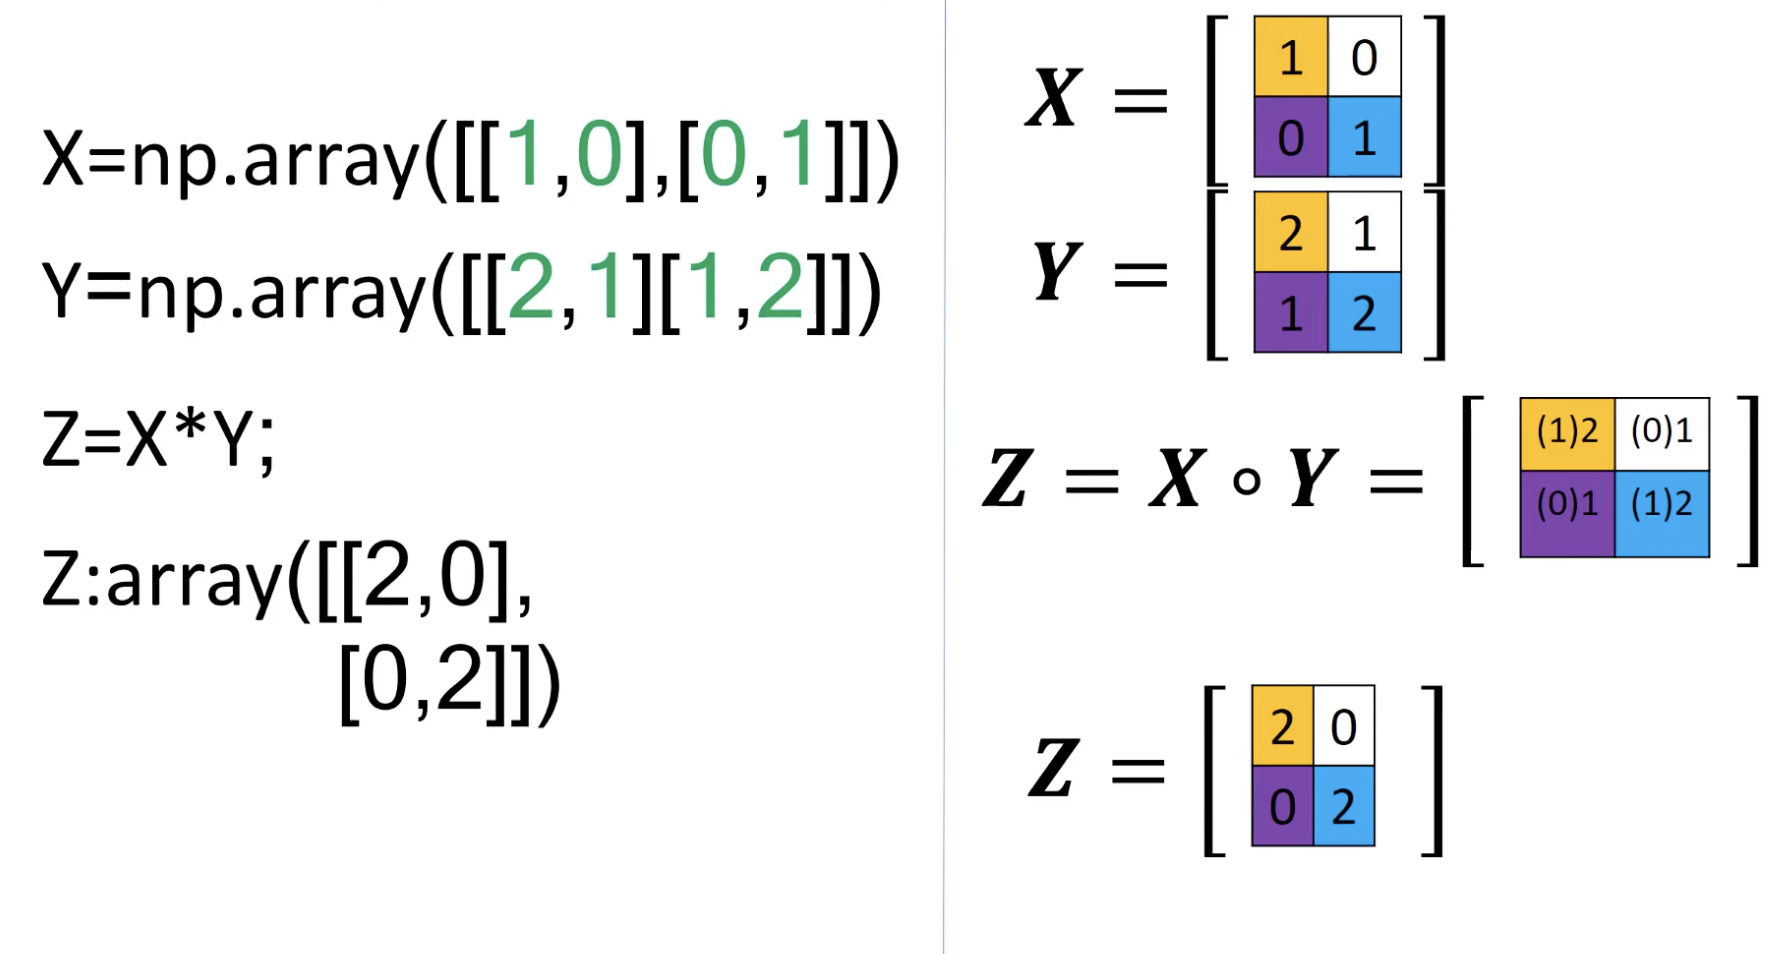 X=np.array([[1,0],[0,1]])
Y=np.array([[2,1][1,2]])
Z=X*Y;
Z:array([[2,0],
[0,2]])
X = [
1 0
0 1
]
Y = [
2 1
1 2
]
Z = X ∘ Y = [
(1)2 (0)1
(0)1 (1)2
]
Z = [
2 0
0 2
]